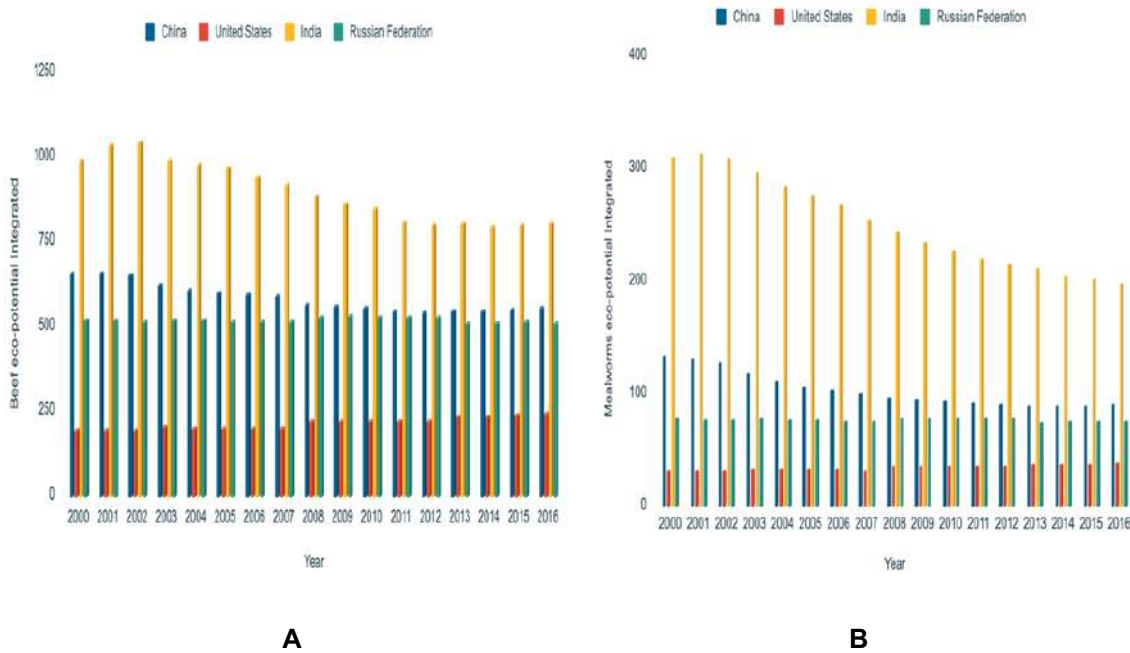 China United States India Russian Federation
Beef eco-potential Integrated
1250
1000
750
500
250
0
2000 2001 2002 2003 2004 2005 2006 2007 2008 2009 2010 2011 2012 2013 2014 2015 2016
Year
A
China United States India Russian Federation
Mealworms eco-potential Integrated
400
300
200
100
0
2000 2001 2002 2003 2004 2005 2006 2007 2008 2009 2010 2011 2012 2013 2014 2015 2016
Year
B